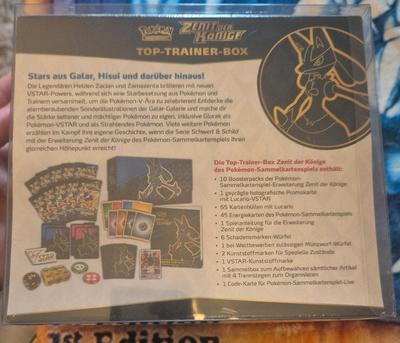 Pokémon
ZENIT DER
KÖNIGE
TOP-TRAINER-BOX
Stars aus Galar, Hisui und darüber hinaus!
Die Legendären Helden Zacian und Zamazenta brillieren mit neuen
VSTAR-Powers, während sich eine Starbesetzung aus Pokémon und
Trainern versammelt, um die Pokémon-V-Ära zu zelebrieren! Entdecke die
atemberaubenden Sonderillustrationen der Galar-Galerie und mache dir
die Stärke seltener und mächtiger Pokémon zu eigen, inklusive Glurak als
Pokémon-VSTAR und als Strahlendes Pokémon. Viele weitere Pokémon
erzählen im Kampf ihre eigene Geschichte, wenn die Serie Schwert & Schild
mit der Erweiterung Zenit der Könige des Pokémon-Sammelkartenspiels ihren
glorreichen Höhepunkt erreicht!
Die Top-Trainer-Box Zenit der Könige
des Pokémon-Sammelkartenspiels enthält:
• 10 Boosterpacks der Pokémon-
Sammelkartenspiel-Erweiterung Zenit der Könige
• 1 geprägte holografische Promokarte
mit Lucario-VSTAR
• 65 Kartenhüllen mit Lucario
• 45 Energiekarten des Pokémon-Sammelkartenspiels
• 1 Spielanleitung für die Erweiterung
Zenit der Könige
• 6 Schadensmarken-Würfel
• 1 bei Wettbewerben zulässigen Münzwurf-Würfel
• 2 Kunststoffmarken für Spezielle Zustände
• 1 VSTAR-Kunststoffmarke
• 1 Sammelbox zum Aufbewahren sämtlicher Artikel
mit 4 Trennstegen zum Organisieren
• 1 Code-Karte für Pokémon-Sammelkartenspiel-Live
VSTAR
1st Edition